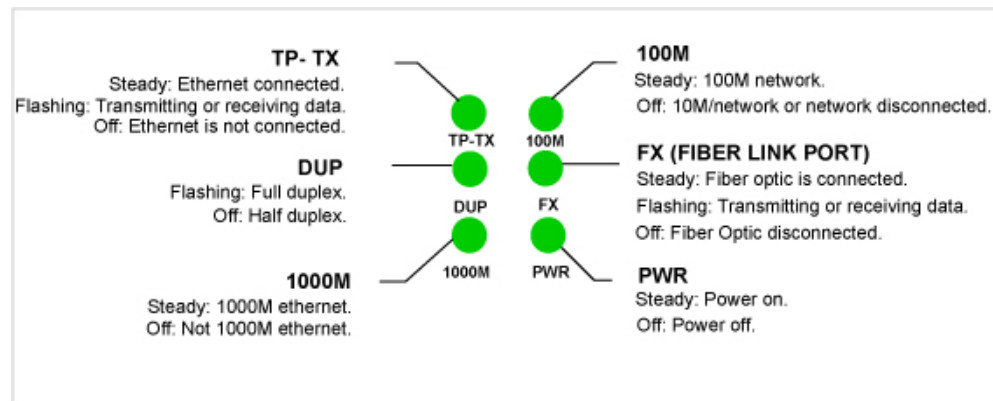 TP- TX
Steady: Ethernet connected.
Flashing: Transmitting or receiving data.
Off: Ethernet is not connected.
DUP
Flashing: Full duplex.
Off: Half duplex.
1000M
Steady: 1000M ethernet.
Off: Not 1000M ethernet.
TP-TX
100M
DUP
FX
1000M
PWR
100M
Steady: 100M network.
Off: 10M/network or network disconnected.
FX (FIBER LINK PORT)
Steady: Fiber optic is connected.
Flashing: Transmitting or receiving data.
Off: Fiber Optic disconnected.
PWR
Steady: Power on.
Off: Power off.